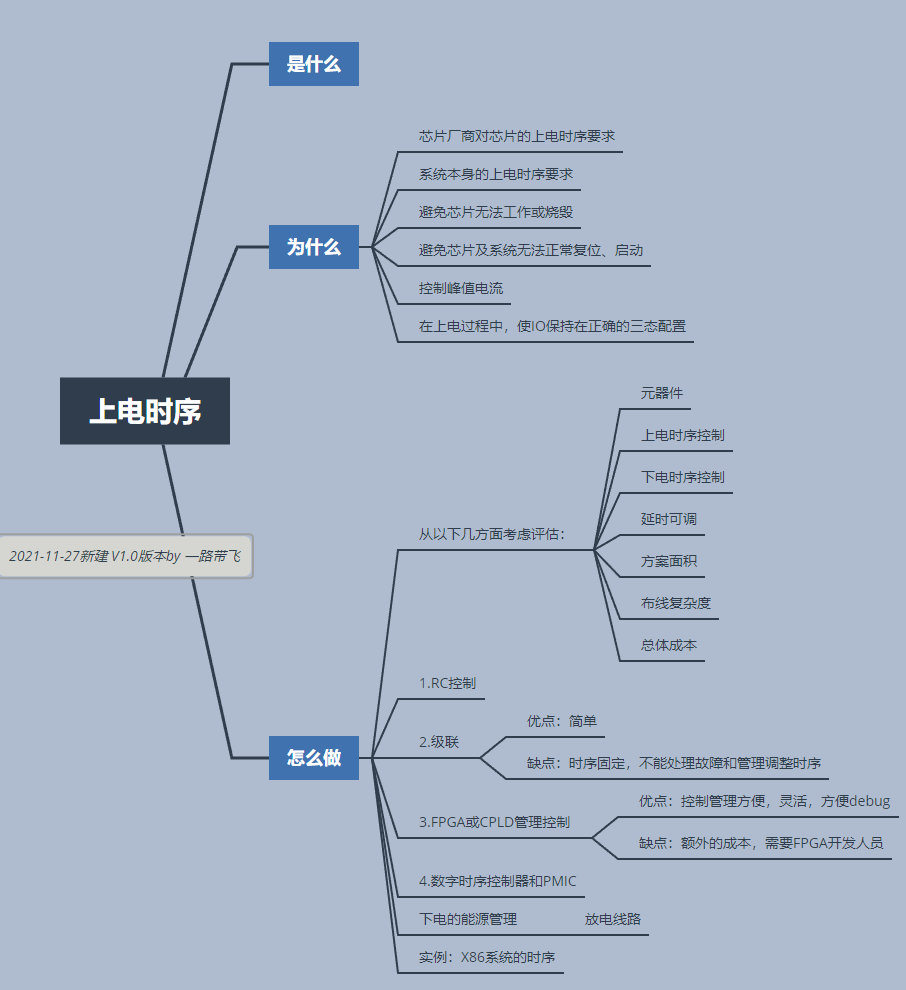 是什么
芯片厂商对芯片的上电时序要求
系统本身的上电时序要求
避免芯片无法工作或烧毁
为什么
避免芯片及系统无法正常复位、启动
控制峰值电流
在上电过程中，使IO保持在正确的三态配置
上电时序
元器件
上电时序控制
下电时序控制
延时可调
从以下几方面考虑评估：
方案面积
布线复杂度
总体成本
2021-11-27新建 V1.0版本by 一路带飞
1.RC控制
怎么做
2.级联
优点：简单
缺点：时序固定，不能处理故障和管理调整时序
3.FPGA或CPLD管理控制
优点：控制管理方便，灵活，方便debug
缺点：额外的成本，需要FPGA开发人员
4.数字时序控制器和PMIC
下电的能源管理 放电线路
实例：X86系统的时序